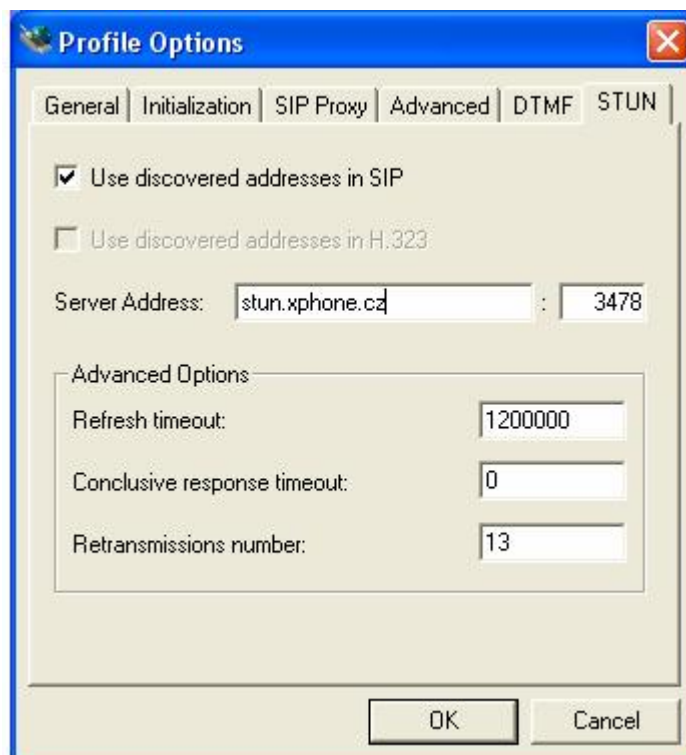 Profile Options
General Initialization SIP Proxy Advanced DTMF STUN
Use discovered addresses in SIP
Use discovered addresses in H.323
Server Address: stun.xphone.cz : 3478
Advanced Options
Refresh timeout: 1200000
Conclusive response timeout: 0
Retransmissions number: 13
OK Cancel